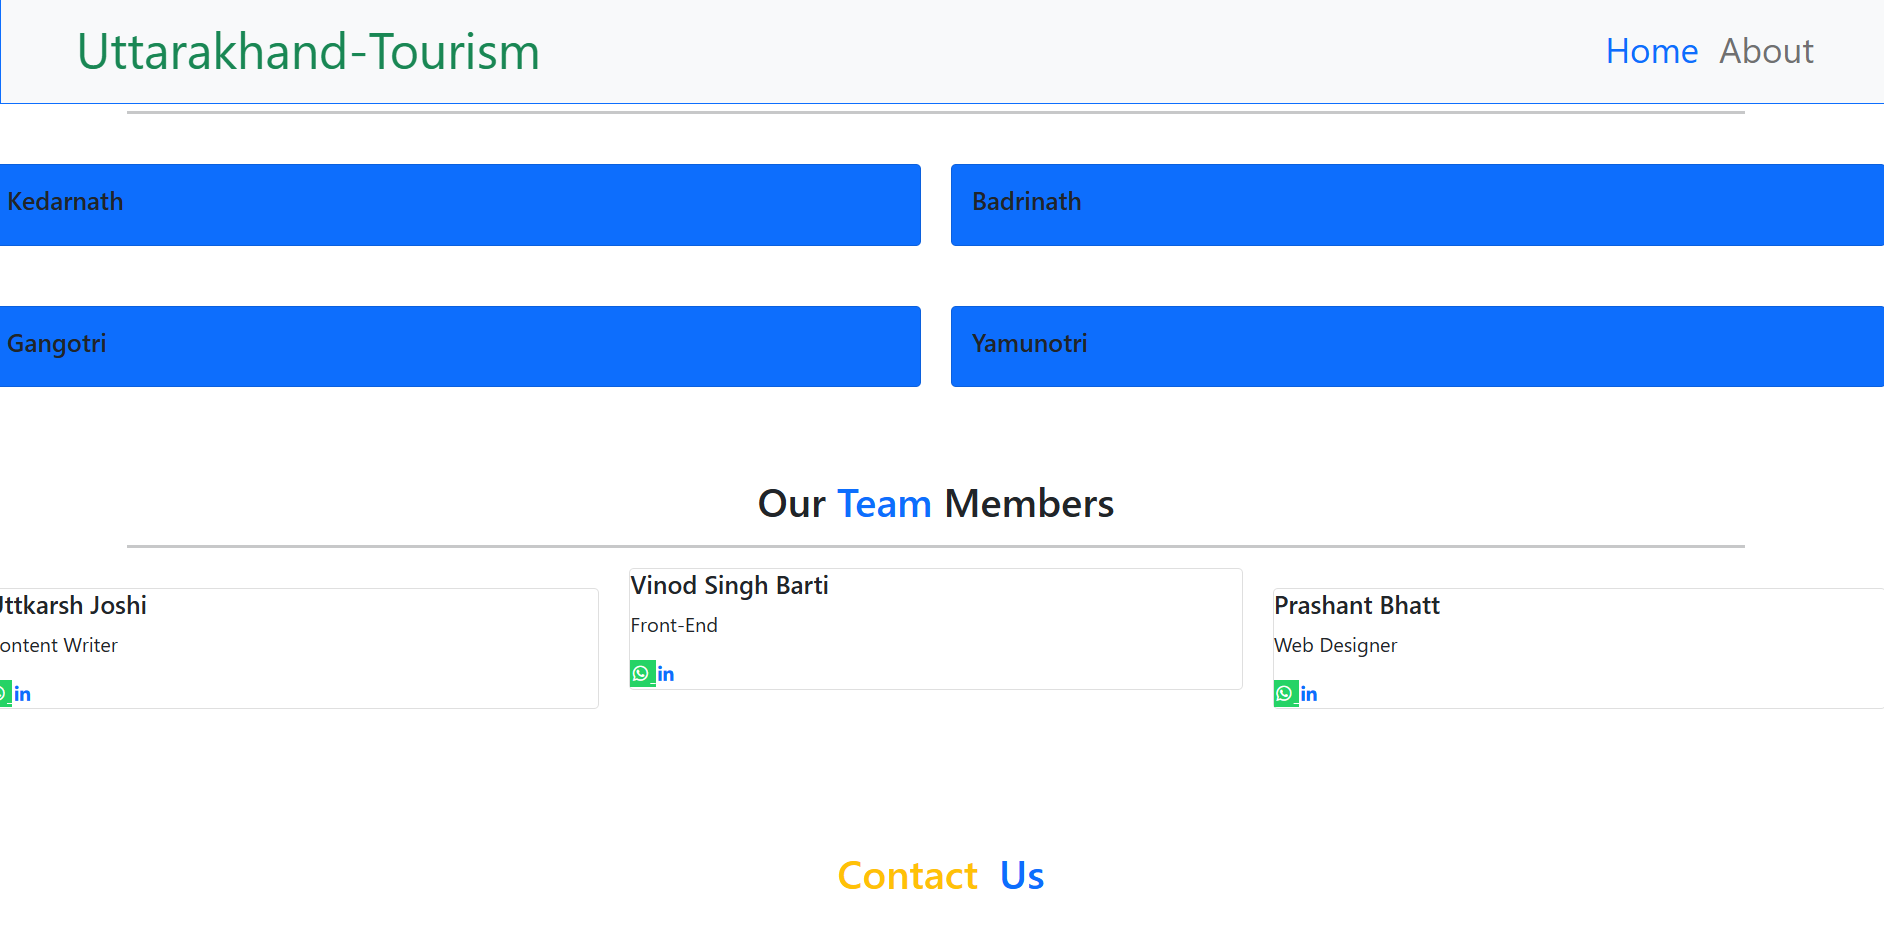 Uttarakhand-Tourism Home About
Kedarnath Badrinath
Gangotri Yamunotri
Our Team Members
Uttkarsh Joshi
ontent Writer
in
Vinod Singh Barti
Front-End
in
Prashant Bhatt
Web Designer
in
Contact Us